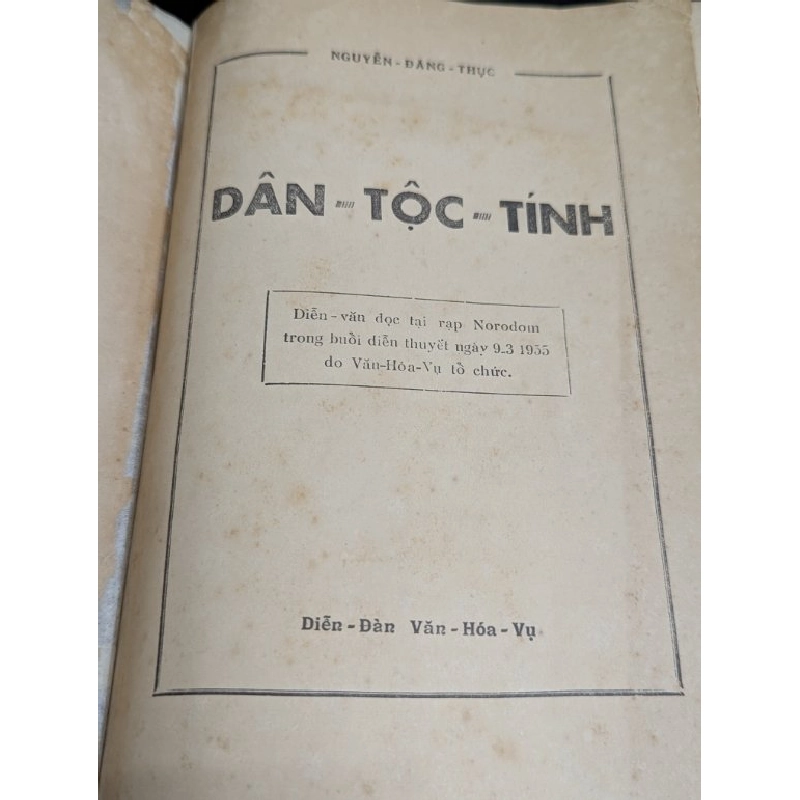 NGUYỄN - ĐĂNG - THỤC
DÂN - TỘC - TÍNH
Diễn-văn đọc tại rạp Norodom
trong buổi diễn thuyết ngày 9-3 1955
do Văn-Hóa-Vụ tổ chức.
Diễn - Đàn Văn - Hóa - Vụ